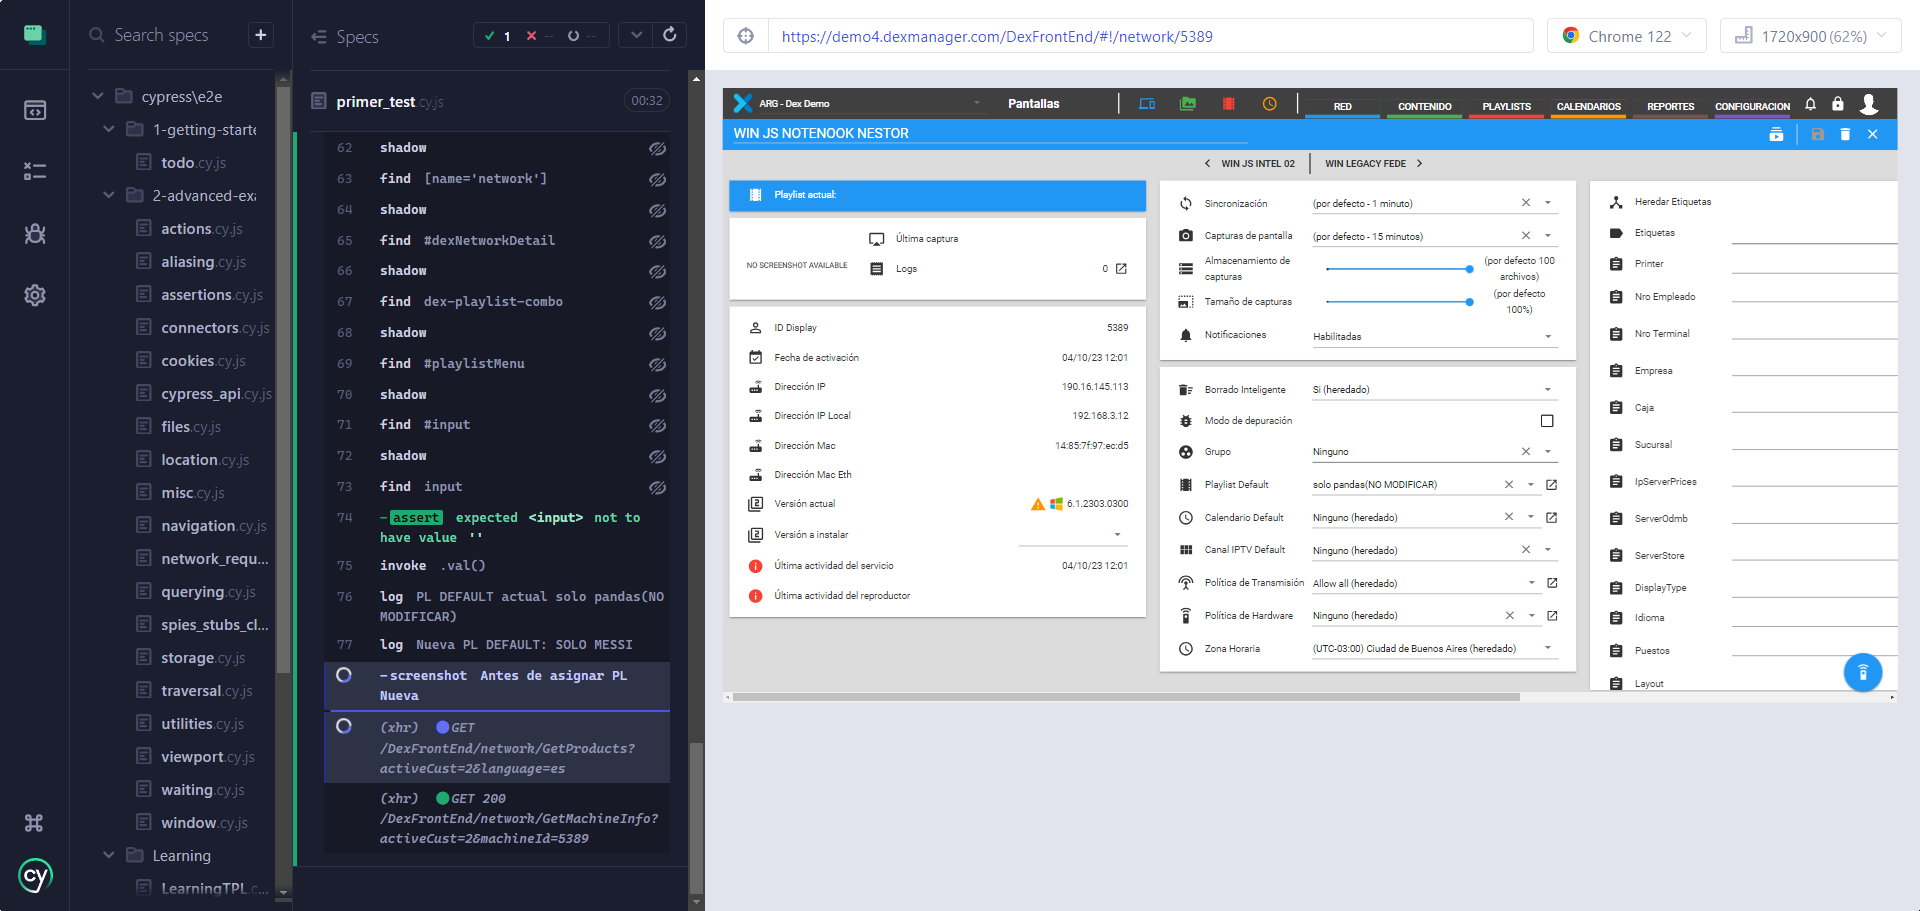 Search specs
+
cypress\e2e
1-getting-starte
todo.cy.js
2-advanced-exa
actions.cy.js
aliasing.cy.js
assertions.cy.js
connectors.cy.js
cookies.cy.js
cypress_api.cy.js
files.cy.js
location.cy.js
misc.cy.js
navigation.cy.js
network_requ...
querying.cy.js
spies_stubs_cl...
storage.cy.js
traversal.cy.js
utilities.cy.js
viewport.cy.js
waiting.cy.js
window.cy.js
Learning
LearningTPL.c...
cy
Specs
1 -- --
primer_test cy.js 00:32
62 shadow
63 find [name='network']
64 shadow
65 find #dexNetworkDetail
66 shadow
67 find dex-playlist-combo
68 shadow
69 find #playlistMenu
70 shadow
71 find #input
72 shadow
73 find input
74 -assert expected <input> not to
have value ''
75 invoke .val()
76 log PL DEFAULT actual solo pandas(NO
MODIFICAR)
77 log Nueva PL DEFAULT: SOLO MESSI
-screenshot Antes de asignar PL
Nueva
(xhr) GET
/DexFrontEnd/network/GetProducts?
activeCust=2&language=es
(xhr) GET 200
/DexFrontEnd/network/GetMachineInfo?
activeCust=2&machineId=5389
https://demo4.dexmanager.com/DexFrontEnd/#!/network/5389
Chrome 122
1720x900 (62%)
ARG - Dex Demo
Pantallas
RED CONTENIDO PLAYLISTS CALENDARIOS REPORTES CONFIGURACION
WIN JS NOTENOOK NESTOR
WIN JS INTEL 02 WIN LEGACY FEDE
Playlist actual:
Última captura
NO SCREENSHOT AVAILABLE
Logs 0
ID Display 5389
Fecha de activación 04/10/23 12:01
Dirección IP 190.16.145.113
Dirección IP Local 192.168.3.12
Dirección Mac 14:85:7f:97:ec:d5
Dirección Mac Eth
Versión actual 6.1.2303.0300
Versión a instalar
Última actividad del servicio 04/10/23 12:01
Última actividad del reproductor
Sincronización (por defecto - 1 minuto)
Capturas de pantalla (por defecto - 15 minutos)
Almacenamiento de
capturas
(por defecto 100
archivos)
Tamaño de capturas
(por defecto
100%)
Notificaciones Habilitadas
Borrado Inteligente Si (heredado)
Modo de depuración
Grupo Ninguno
Playlist Default solo pandas(NO MODIFICAR)
Calendario Default Ninguno (heredado)
Canal IPTV Default Ninguno (heredado)
Política de Transmisión Allow all (heredado)
Política de Hardware Ninguno (heredado)
Zona Horaria (UTC-03:00) Ciudad de Buenos Aires (heredado)
Heredar Etiquetas
Etiquetas
Printer
Nro Empleado
Nro Terminal
Empresa
Caja
Sucursal
IpServerPrices
ServerOdmb
ServerStore
DisplayType
Idioma
Puestos
Layout